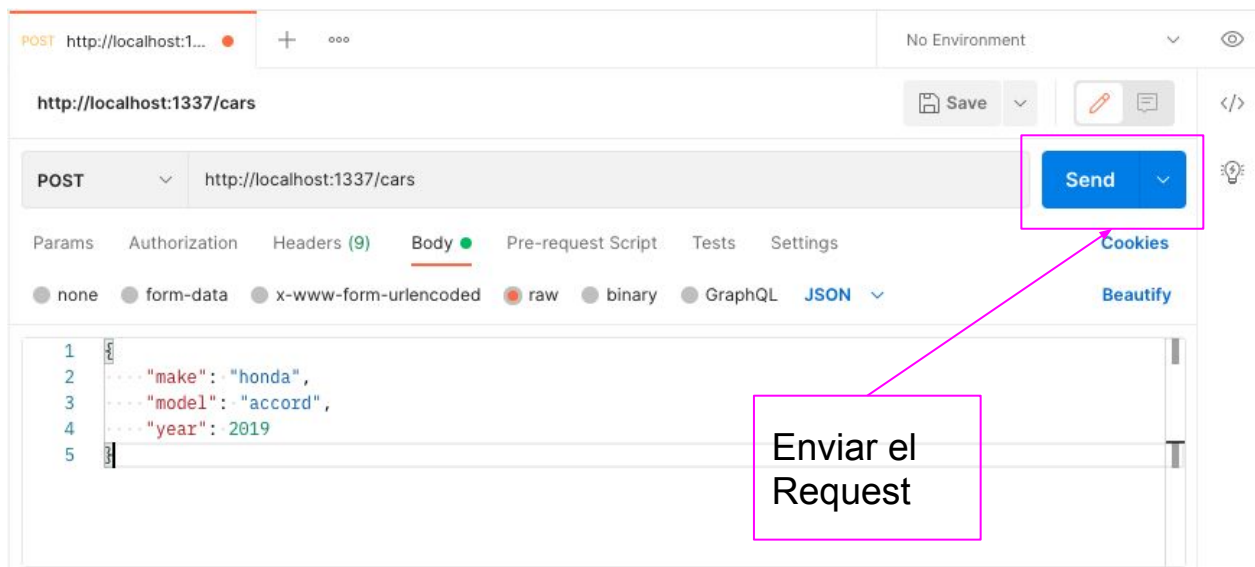 POST http://localhost:1... No Environment
http://localhost:1337/cars Save
POST http://localhost:1337/cars Send
Params Authorization Headers (9) Body Pre-request Script Tests Settings Cookies
none form-data x-www-form-urlencoded raw binary GraphQL JSON Beautify
1 {
2 "make": "honda",
3 "model": "accord",
4 "year": 2019
5 }
Enviar el
Request